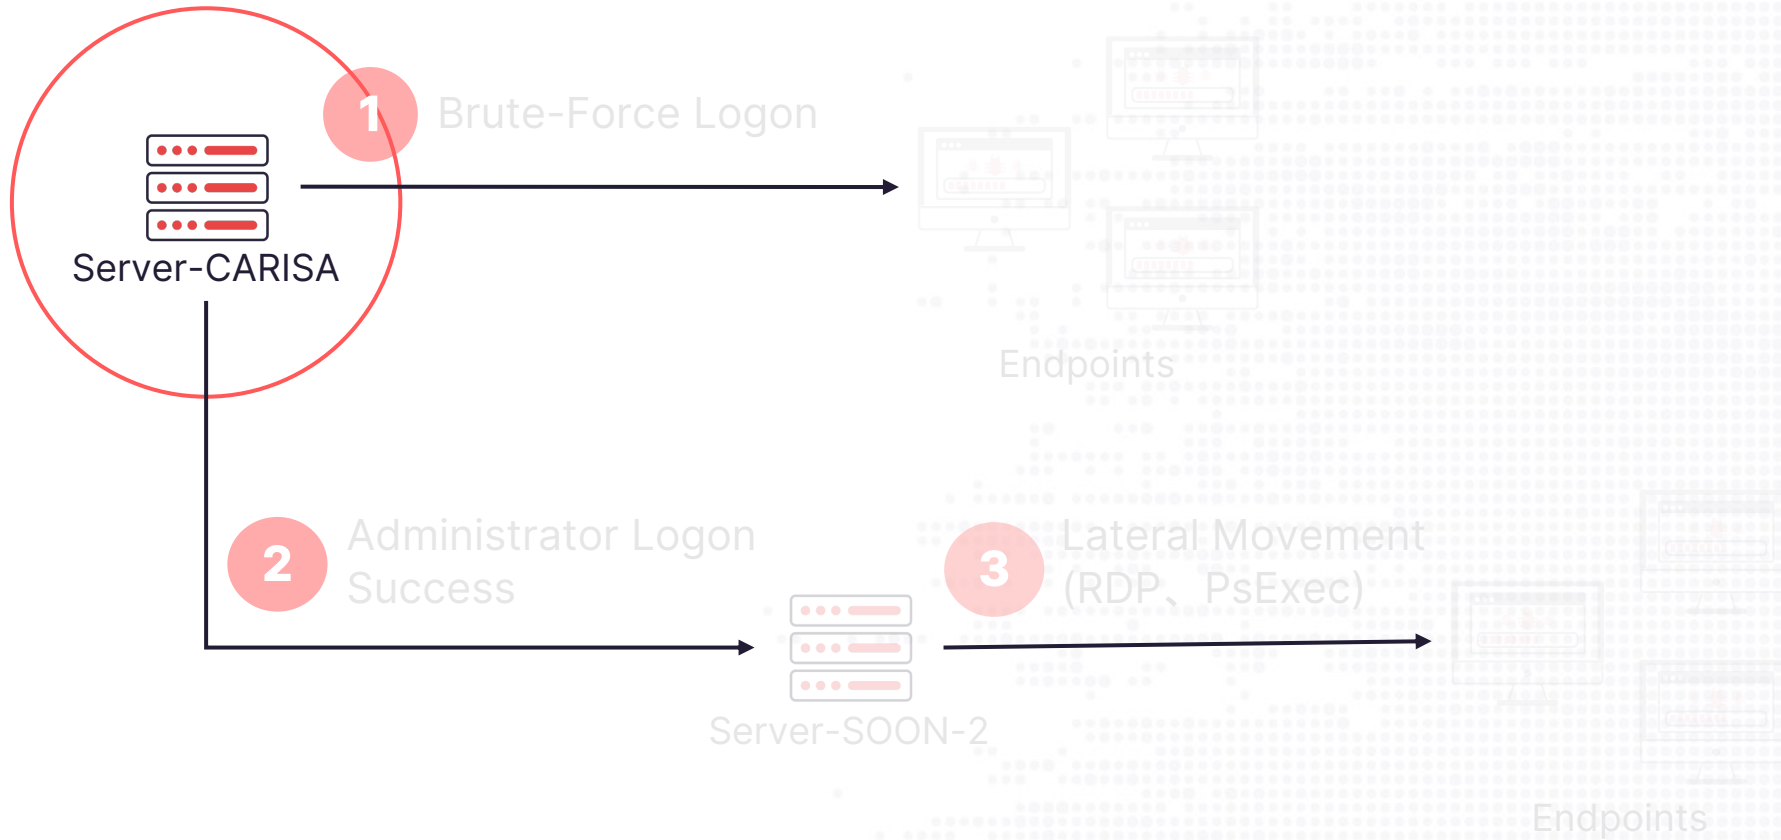 1
Brute-Force Logon
Server-CARISA
Endpoints
2
Administrator Logon
Success
3
Lateral Movement
(RDP、PsExec)
Server-SOON-2
Endpoints